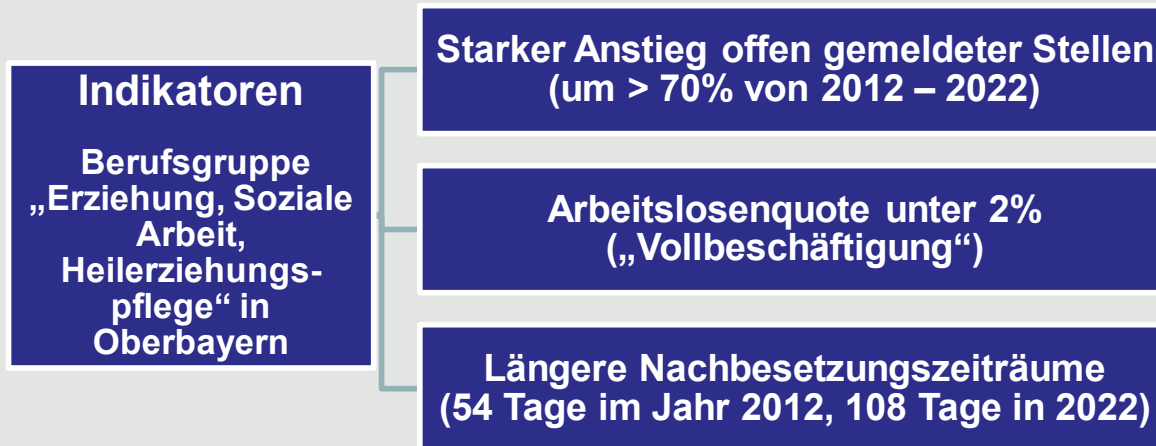 Indikatoren
Berufsgruppe
„Erziehung, Soziale
Arbeit,
Heilerziehungs-
pflege“ in
Oberbayern
Starker Anstieg offen gemeldeter Stellen
(um > 70% von 2012 – 2022)
Arbeitslosenquote unter 2%
(„Vollbeschäftigung“)
Längere Nachbesetzungszeiträume
(54 Tage im Jahr 2012, 108 Tage in 2022)